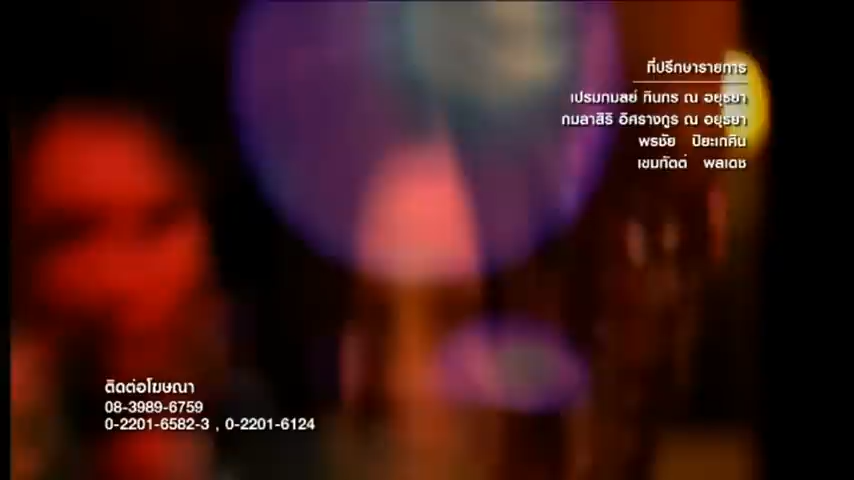 ที่ปรึกษารายการ
เปรมกมลย์ ทินกร ณ อยุธยา
กมลาสิริ อิศรางกูร ณ อยุธยา
พรชัย ปิยะเกศิน
เขมทัตต์ พลเดช
ติดต่อโฆษณา
08-3989-6759
0-2201-6582-3 , 0-2201-6124